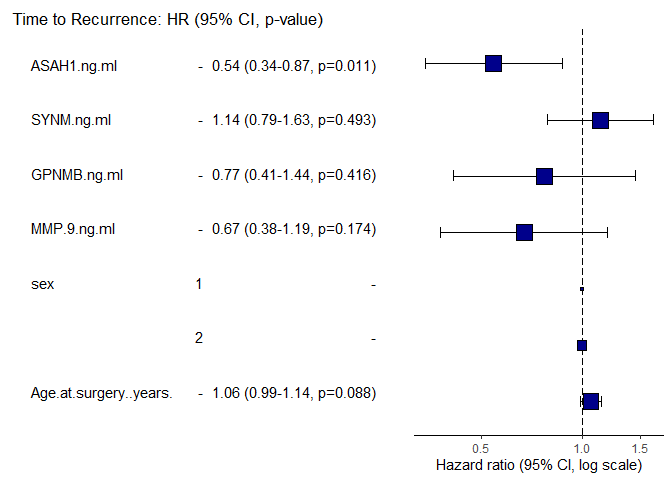 Time to Recurrence: HR (95% CI, p-value)
ASAH1.ng.ml - 0.54 (0.34-0.87, p=0.011)
SYNM.ng.ml - 1.14 (0.79-1.63, p=0.493)
GPNMB.ng.ml - 0.77 (0.41-1.44, p=0.416)
MMP.9.ng.ml - 0.67 (0.38-1.19, p=0.174)
sex 1 -
2 -
Age.at.surgery..years. - 1.06 (0.99-1.14, p=0.088)
0.5 1.0 1.5
Hazard ratio (95% CI, log scale)